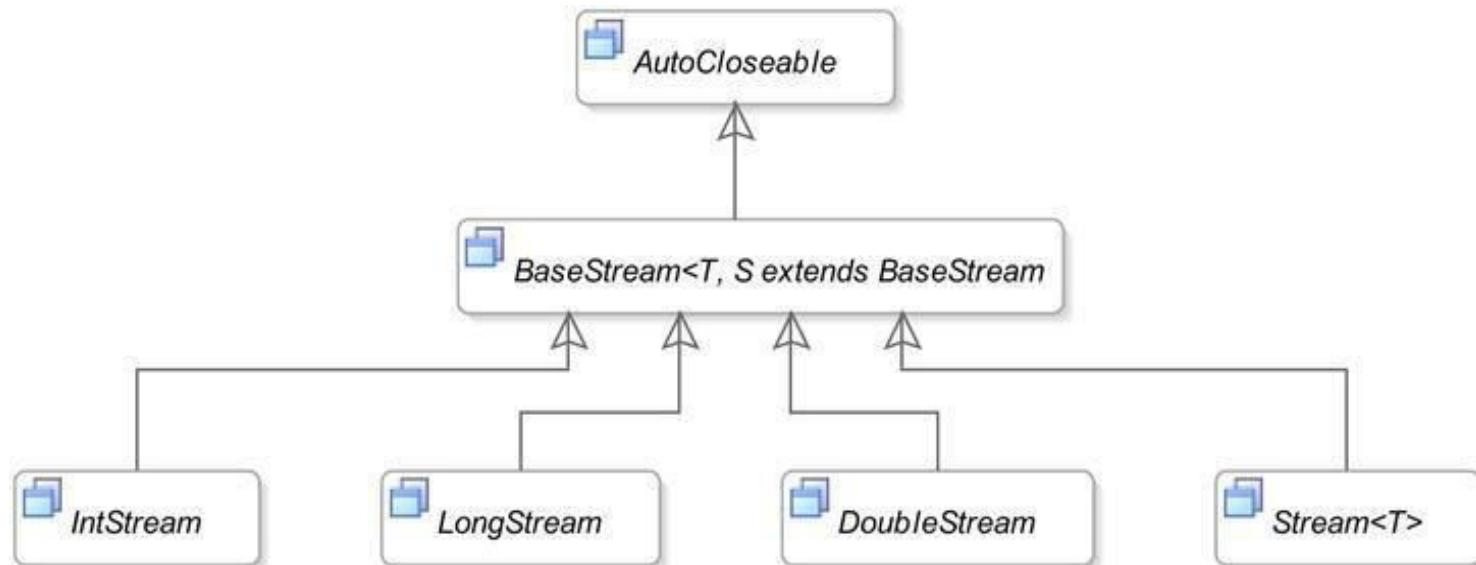 AutoCloseable
BaseStream<T, S extends BaseStream
IntStream
LongStream
DoubleStream
Stream<T>